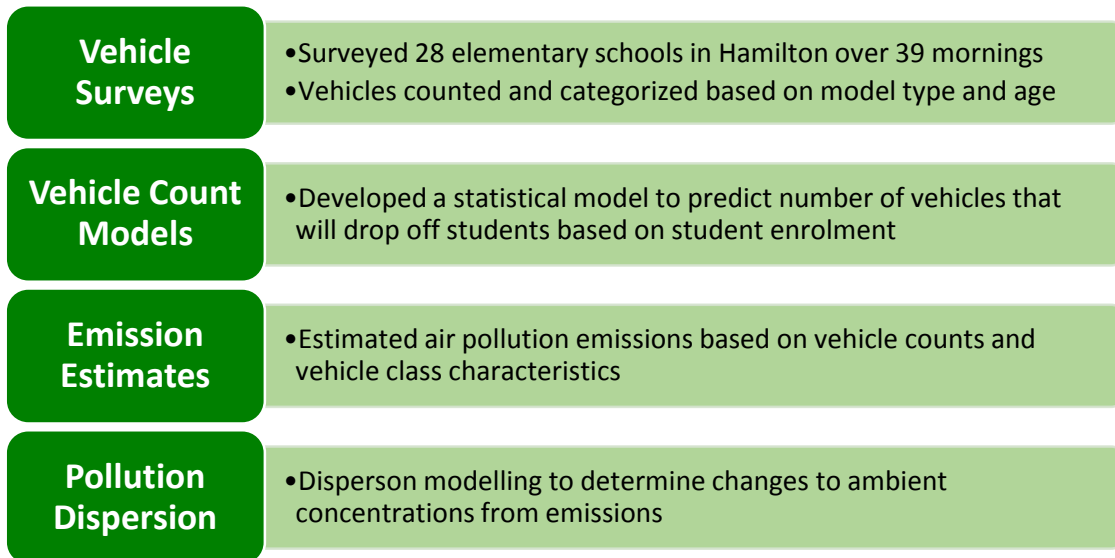 Vehicle
Surveys
•Surveyed 28 elementary schools in Hamilton over 39 mornings
•Vehicles counted and categorized based on model type and age
Vehicle Count
Models
•Developed a statistical model to predict number of vehicles that
will drop off students based on student enrolment
Emission
Estimates
•Estimated air pollution emissions based on vehicle counts and
vehicle class characteristics
Pollution
Dispersion
•Disperson modelling to determine changes to ambient
concentrations from emissions